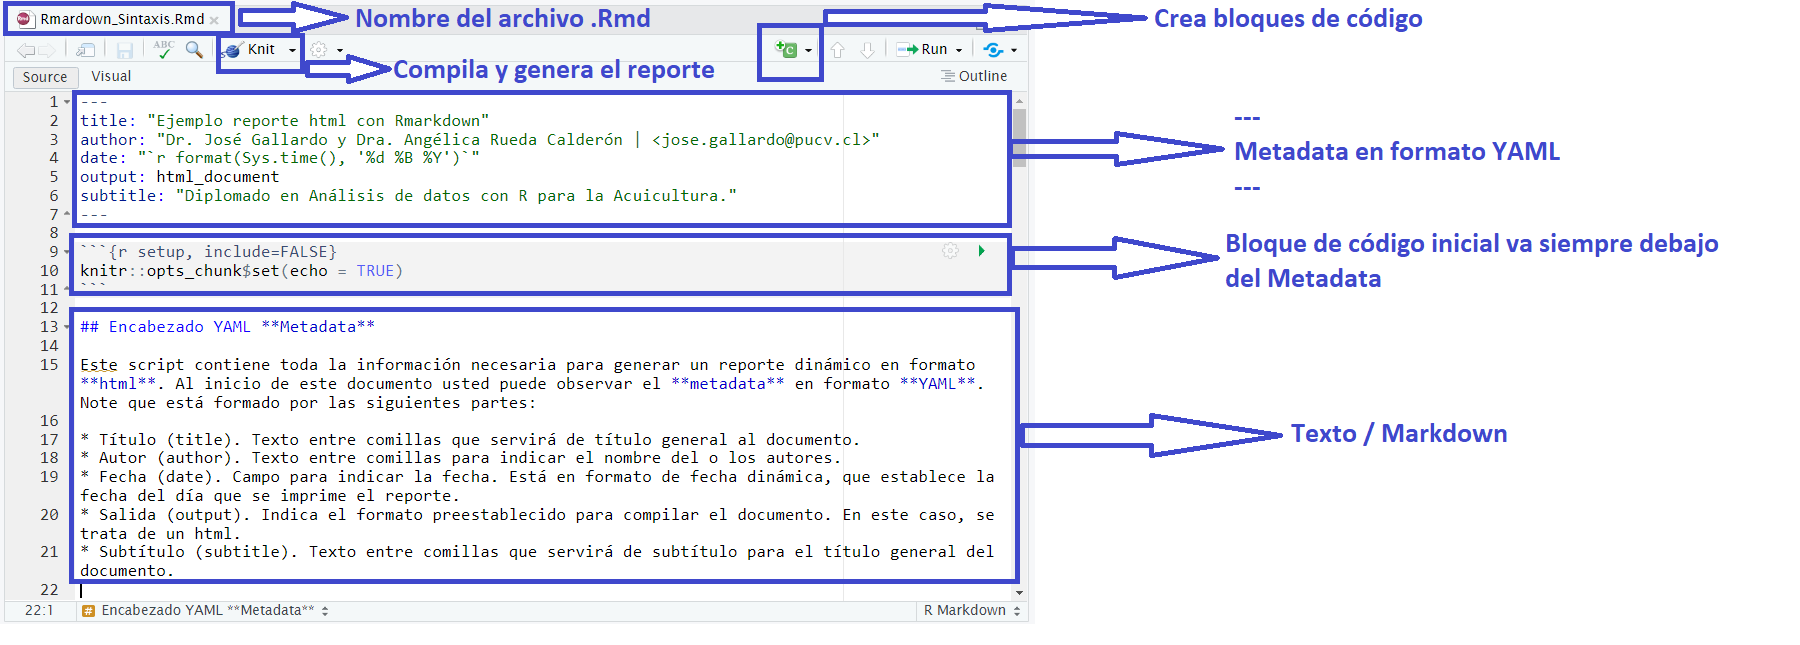 Rmardown_Sintaxis.Rmd
Nombre del archivo .Rmd
Crea bloques de código
ABC
Knit
C
Run
Compila y genera el reporte
Source
Visual
Outline
1 ---
2 title: "Ejemplo reporte html con Rmarkdown"
3 author: "Dr. José Gallardo y Dra. Angélica Rueda Calderón | <jose.gallardo@pucv.cl>"
4 date: "`r format(Sys.time(), '%d %B %Y')`"
5 output: html_document
6 subtitle: "Diplomado en Análisis de datos con R para la Acuicultura."
7 ---
---
Metadata en formato YAML
---
8
9 ```{r setup, include=FALSE}
10 knitr::opts_chunk$set(echo = TRUE)
11 ```
Bloque de código inicial va siempre debajo
del Metadata
12
13 ## Encabezado YAML **Metadata**
14
15 Este script contiene toda la información necesaria para generar un reporte dinámico en formato
**html**. Al inicio de este documento usted puede observar el **metadata** en formato **YAML**.
Note que está formado por las siguientes partes:
16
17 * Título (title). Texto entre comillas que servirá de título general al documento.
18 * Autor (author). Texto entre comillas para indicar el nombre del o los autores.
19 * Fecha (date). Campo para indicar la fecha. Está en formato de fecha dinámica, que establece la
fecha del día que se imprime el reporte.
20 * Salida (output). Indica el formato preestablecido para compilar el documento. En este caso, se
trata de un html.
21 * Subtítulo (subtitle). Texto entre comillas que servirá de subtítulo para el título general del
documento.
22
Texto / Markdown
22:1
# Encabezado YAML **Metadata**
R Markdown